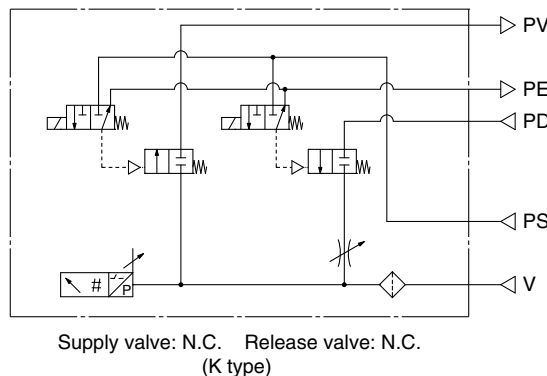 PV
PE
PD
PS
# P V
Supply valve: N.C. Release valve: N.C.
(K type)